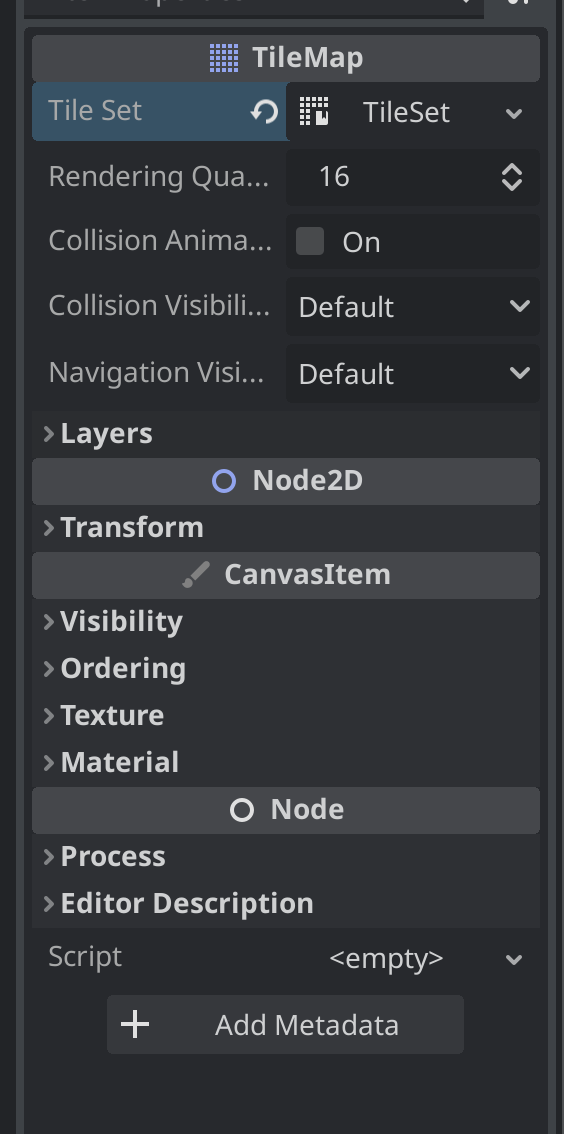 TileMap
Tile Set TileSet
Rendering Qua... 16
Collision Anima... On
Collision Visibili... Default
Navigation Visi... Default
Layers
Node2D
Transform
CanvasItem
Visibility
Ordering
Texture
Material
Node
Process
Editor Description
Script <empty>
Add Metadata